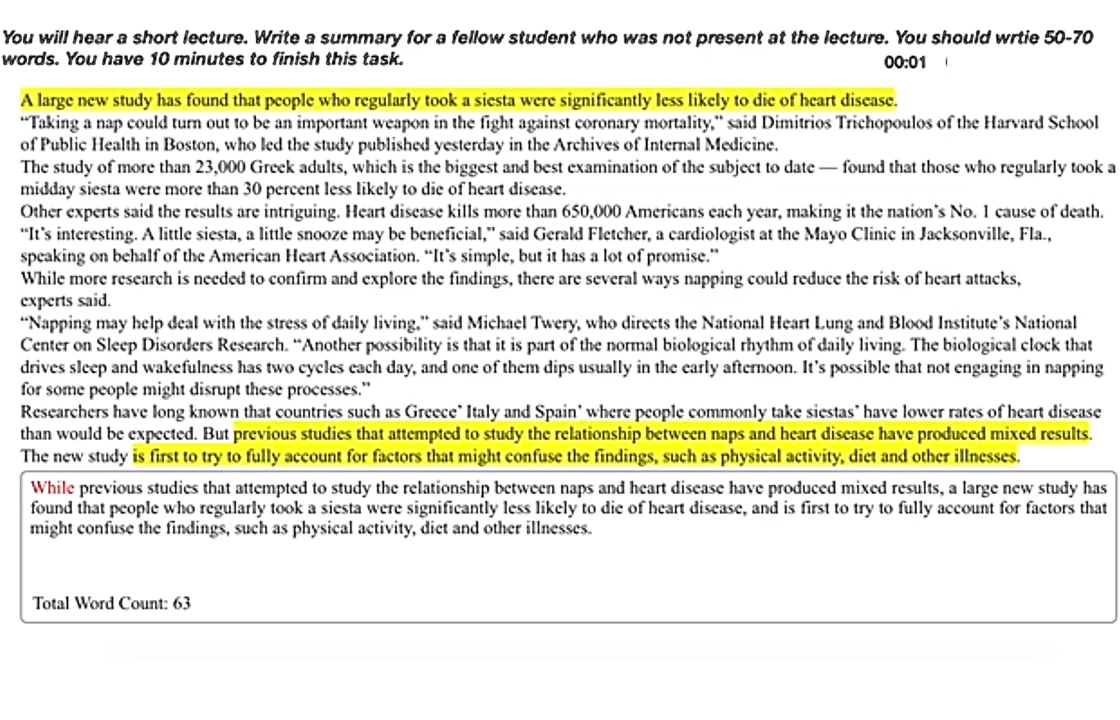 You will hear a short lecture. Write a summary for a fellow student who was not present at the lecture. You should wrtie 50-70
words. You have 10 minutes to finish this task.
00:01
A large new study has found that people who regularly took a siesta were significantly less likely to die of heart disease.
“Taking a nap could turn out to be an important weapon in the fight against coronary mortality,” said Dimitrios Trichopoulos of the Harvard School
of Public Health in Boston, who led the study published yesterday in the Archives of Internal Medicine.
The study of more than 23,000 Greek adults, which is the biggest and best examination of the subject to date — found that those who regularly took a
midday siesta were more than 30 percent less likely to die of heart disease.
Other experts said the results are intriguing. Heart disease kills more than 650,000 Americans each year, making it the nation’s No. 1 cause of death.
“It’s interesting. A little siesta, a little snooze may be beneficial,” said Gerald Fletcher, a cardiologist at the Mayo Clinic in Jacksonville, Fla.,
speaking on behalf of the American Heart Association. “It’s simple, but it has a lot of promise.”
While more research is needed to confirm and explore the findings, there are several ways napping could reduce the risk of heart attacks,
experts said.
“Napping may help deal with the stress of daily living,” said Michael Twery, who directs the National Heart Lung and Blood Institute’s National
Center on Sleep Disorders Research. “Another possibility is that it is part of the normal biological rhythm of daily living. The biological clock that
drives sleep and wakefulness has two cycles each day, and one of them dips usually in the early afternoon. It’s possible that not engaging in napping
for some people might disrupt these processes.”
Researchers have long known that countries such as Greece’ Italy and Spain’ where people commonly take siestas’ have lower rates of heart disease
than would be expected. But previous studies that attempted to study the relationship between naps and heart disease have produced mixed results.
The new study is first to try to fully account for factors that might confuse the findings, such as physical activity, diet and other illnesses.
While previous studies that attempted to study the relationship between naps and heart disease have produced mixed results, a large new study has
found that people who regularly took a siesta were significantly less likely to die of heart disease, and is first to try to fully account for factors that
might confuse the findings, such as physical activity, diet and other illnesses.
Total Word Count: 63